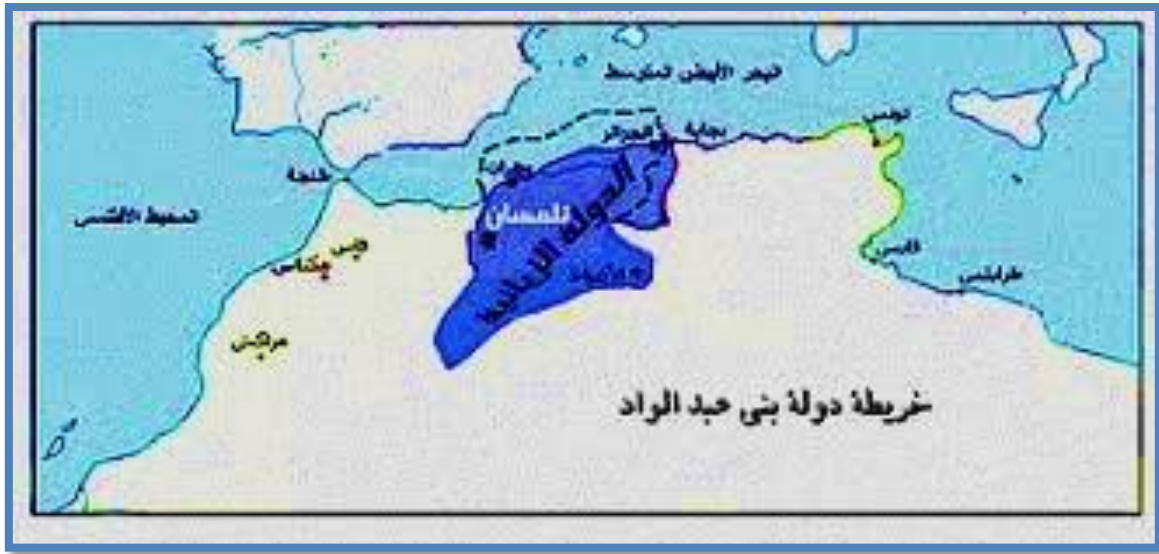 البحر الأبيض المتوسط
تونس
بجاية
الجزائر
وهران
طنجة
الدولة الزيانية
تلمسان
المحيط الأطلسي
فاس
قابس
مكناس
طرابلس
مراكش
خريطة دولة بني عبد الواد